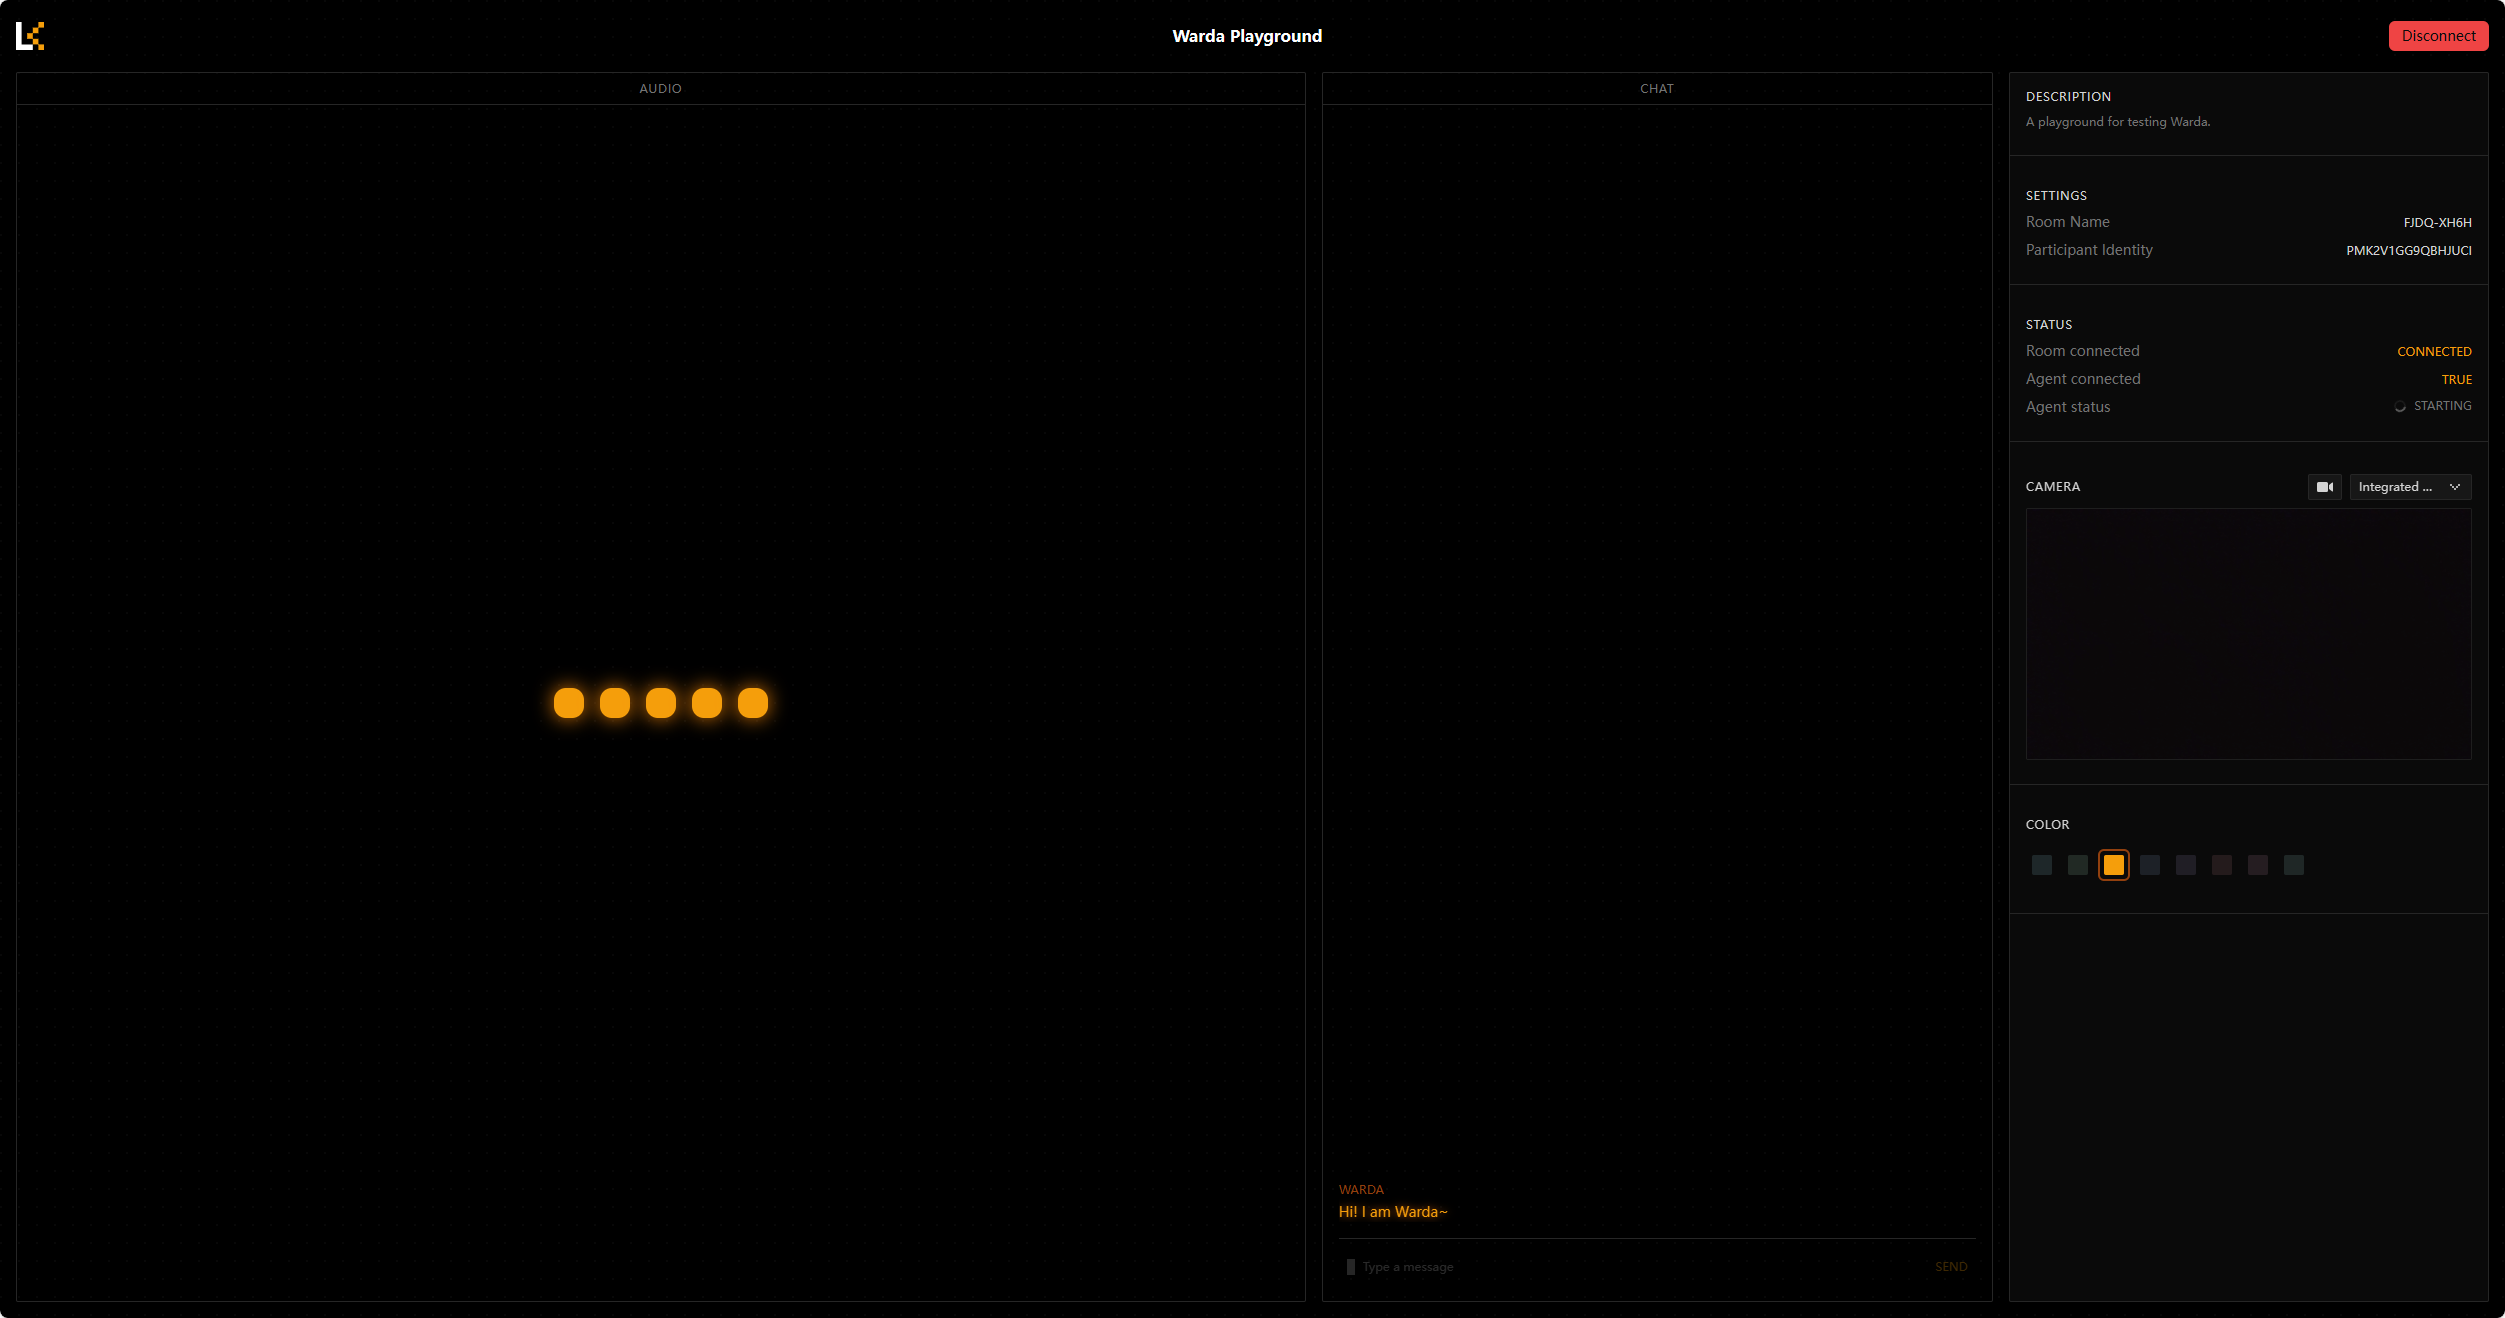 Warda Playground
Disconnect
AUDIO
CHAT
WARDA
Hi! I am Warda~
Type a message
SEND
DESCRIPTION
A playground for testing Warda.
SETTINGS
Room Name FJDQ-XH6H
Participant Identity PMK2V1GG9QBHJUCI
STATUS
Room connected CONNECTED
Agent connected TRUE
Agent status STARTING
CAMERA Integrated ...
COLOR